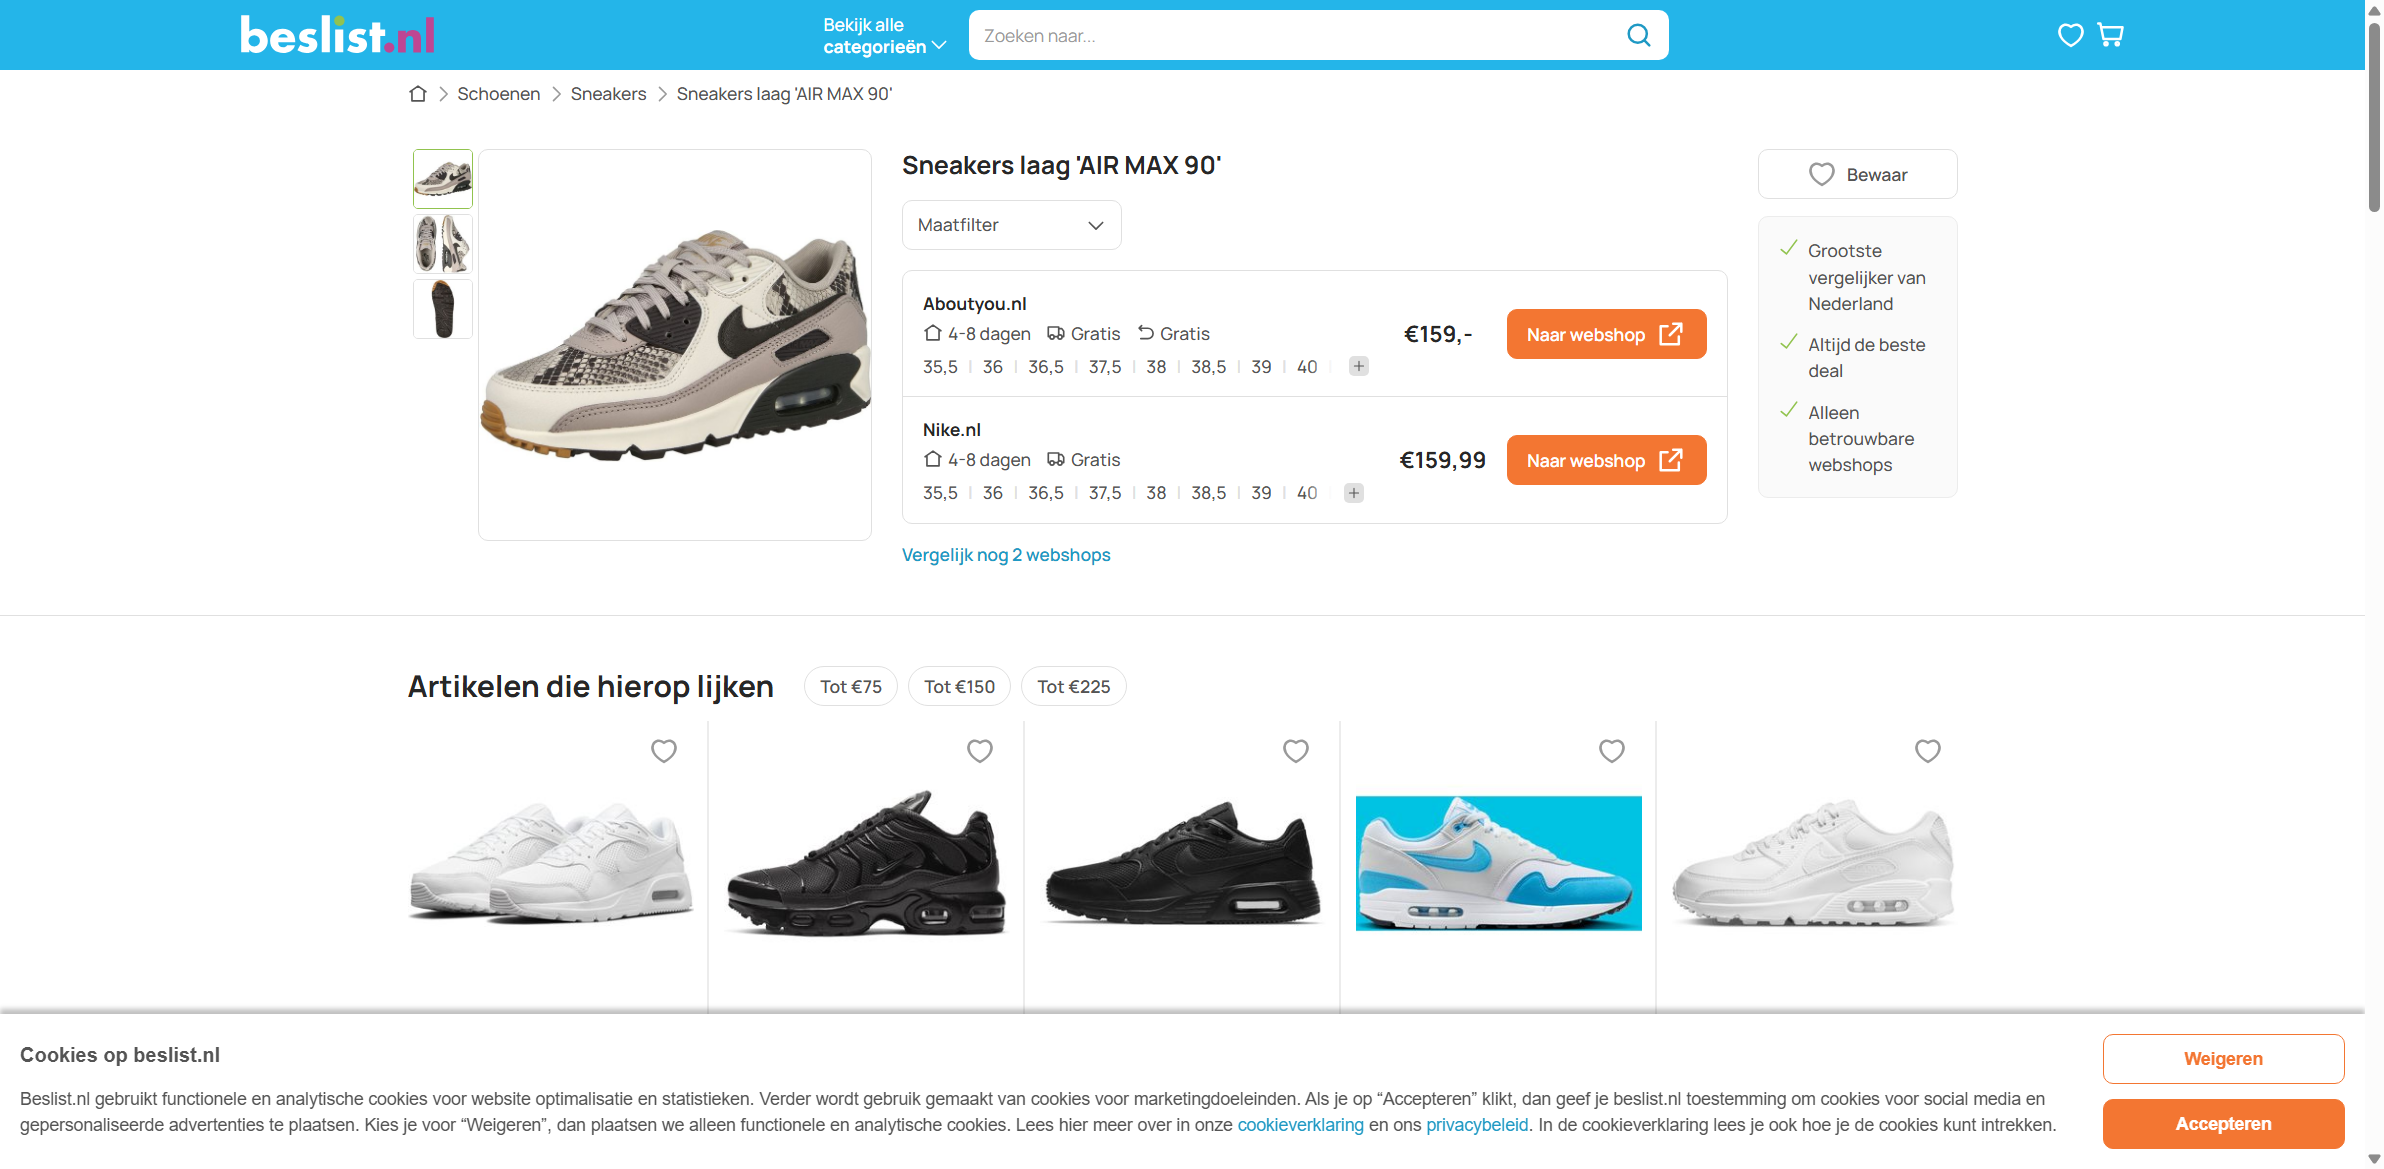 beslist.nl
Bekijk alle
categorieën
Zoeken naar...
Schoenen
Sneakers
Sneakers laag 'AIR MAX 90'
Sneakers laag 'AIR MAX 90'
Maatfilter
Aboutyou.nl
4-8 dagen Gratis Gratis
35,5 36 36,5 37,5 38 38,5 39 40 +
€159,-
Naar webshop
Nike.nl
4-8 dagen Gratis
35,5 36 36,5 37,5 38 38,5 39 40 +
€159,99
Naar webshop
Vergelijk nog 2 webshops
Bewaar
Grootste
vergelijker van
Nederland
Altijd de beste
deal
Alleen
betrouwbare
webshops
Artikelen die hierop lijken
Tot €75
Tot €150
Tot €225
Cookies op beslist.nl
Beslist.nl gebruikt functionele en analytische cookies voor website optimalisatie en statistieken. Verder wordt gebruik gemaakt van cookies voor marketingdoeleinden. Als je op “Accepteren” klikt, dan geef je beslist.nl toestemming om cookies voor social media en
gepersonaliseerde advertenties te plaatsen. Kies je voor “Weigeren”, dan plaatsen we alleen functionele en analytische cookies. Lees hier meer over in onze cookieverklaring en ons privacybeleid. In de cookieverklaring lees je ook hoe je de cookies kunt intrekken.
Weigeren
Accepteren